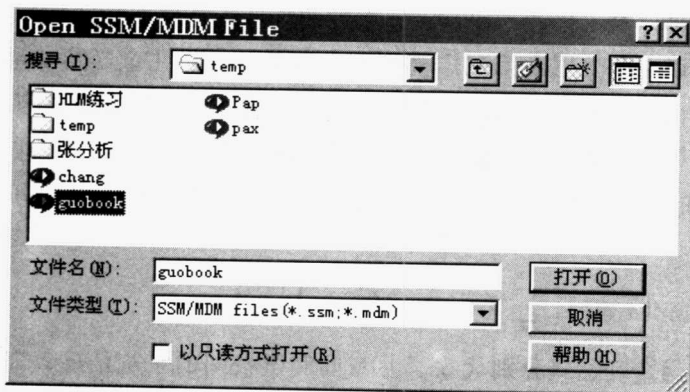 Open SSM/MDM File
搜寻(I):
temp
HLM练习
temp
张分析
chang
guobook
Pap
pax
文件名(N):
guobook
打开(O)
文件类型(T):
SSM/MDM files(*.ssm;*.mdm)
取消
以只读方式打开(R)
帮助(H)